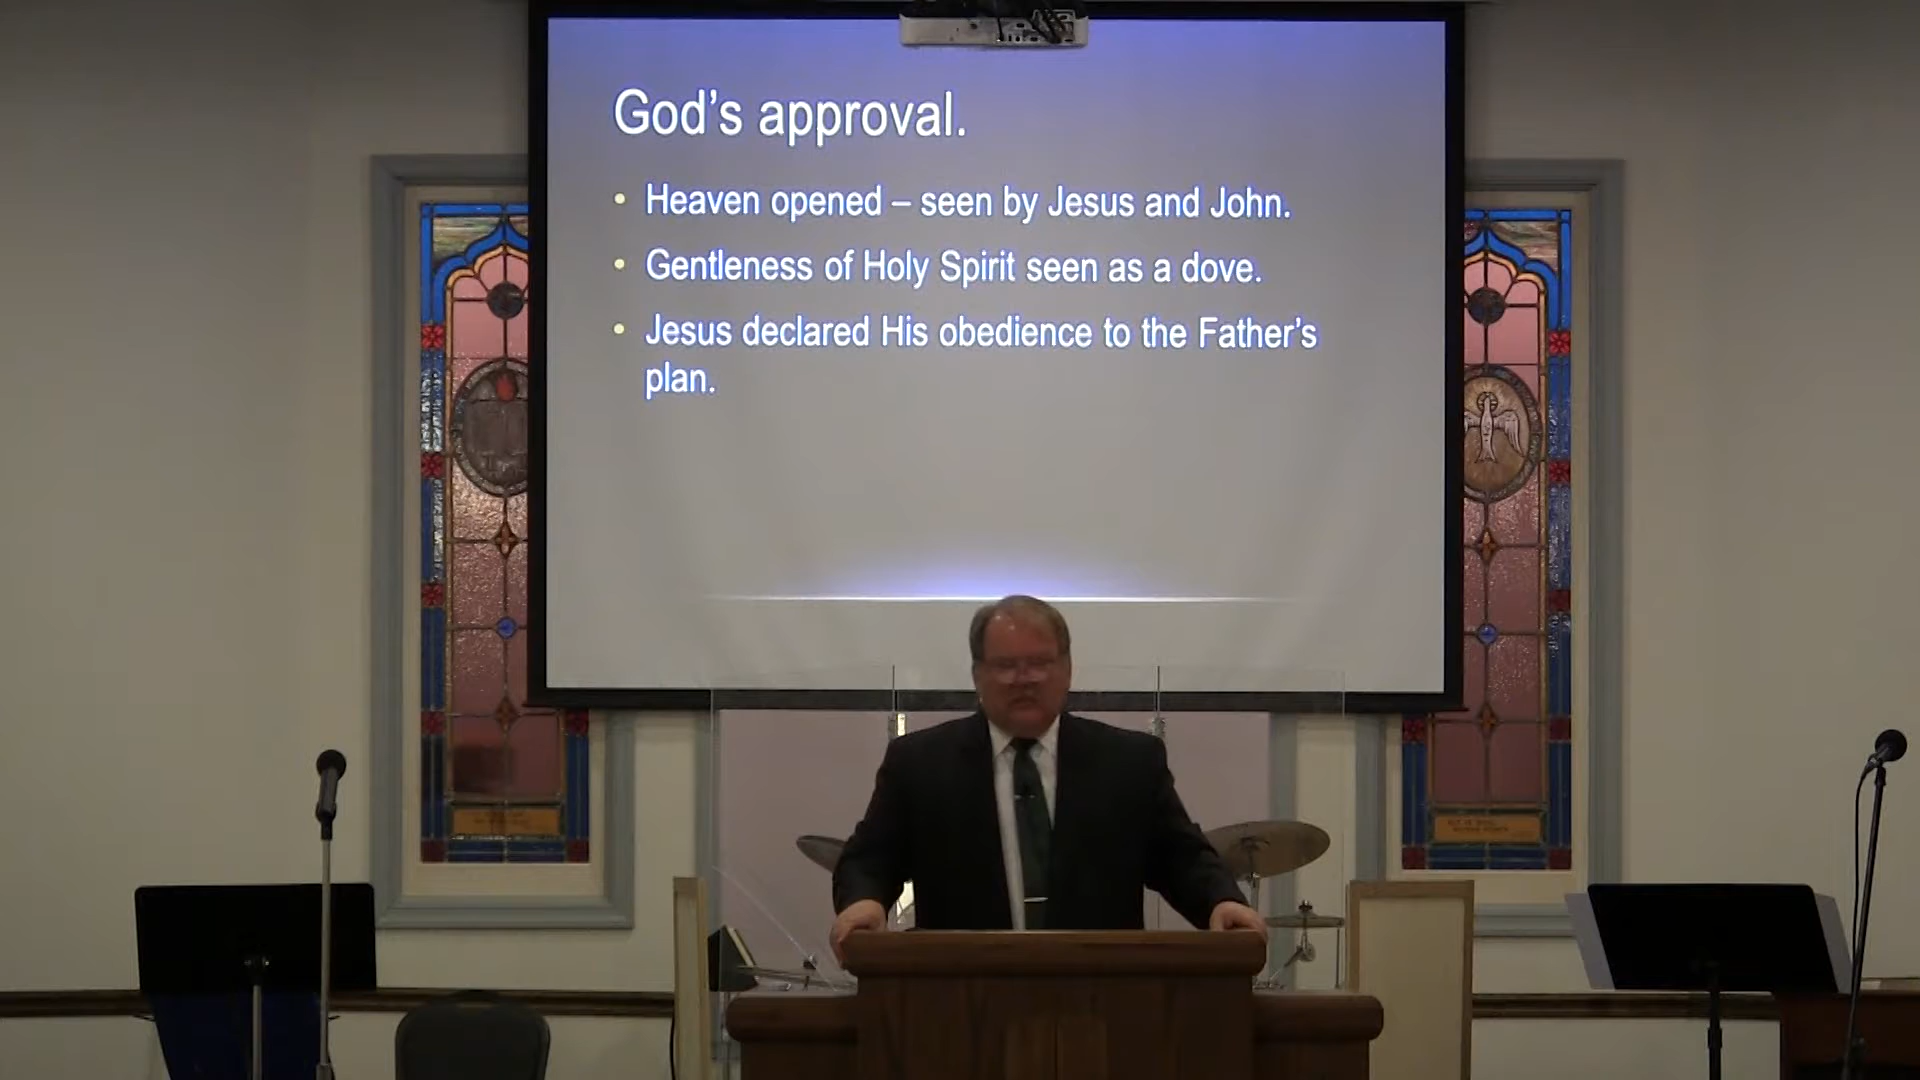 God’s approval.
• Heaven opened – seen by Jesus and John.
• Gentleness of Holy Spirit seen as a dove.
• Jesus declared His obedience to the Father’s
plan.